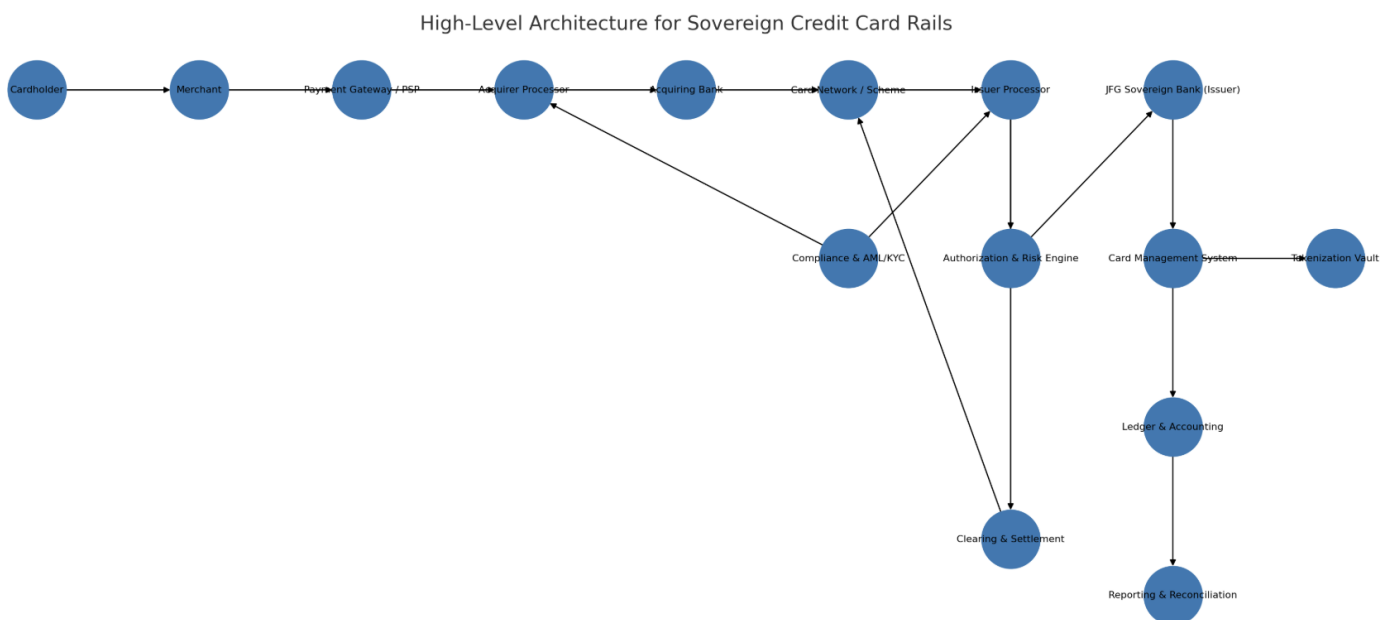 High-Level Architecture for Sovereign Credit Card Rails
Cardholder
Merchant
Payment Gateway / PSP
Acquirer Processor
Acquiring Bank
Card Network / Scheme
Issuer Processor
JFG Sovereign Bank (Issuer)
Compliance & AML/KYC
Authorization & Risk Engine
Card Management System
Tokenization Vault
Ledger & Accounting
Clearing & Settlement
Reporting & Reconciliation